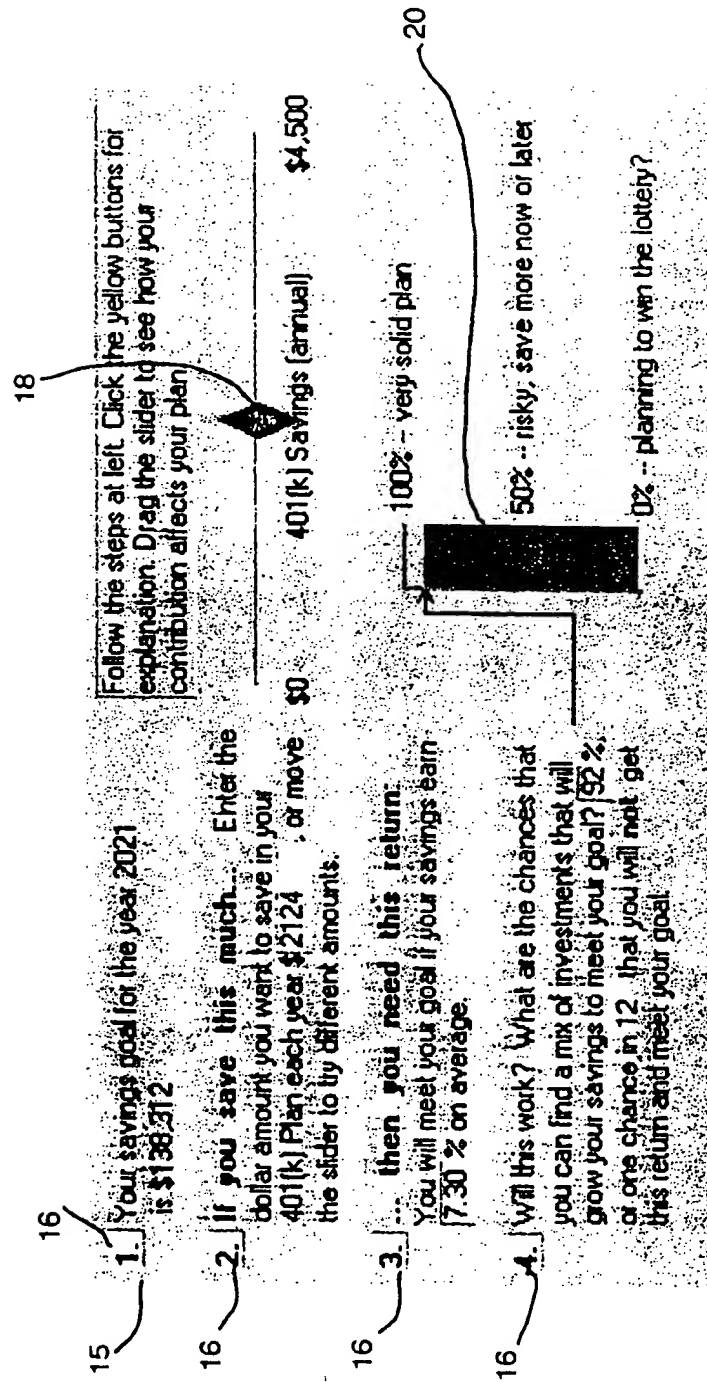 15
16
1. Your savings goal for the year 2021
is $138,312
16
2. If you save this much... Enter the
dollar amount you want to save in your
401(k) Plan each year $ 2124 , or move
the slider to try different amounts.
16
3. ... then you need this return:
You will meet your goal if your savings earn
7.30 % on average.
16
4. Will this work? What are the chances that
you can find a mix of investments that will
grow your savings to meet your goal? 92 %,
or one chance in 12 that you will not get
this return and meet your goal.
18
Follow the steps at left. Click the yellow buttons for
explanation. Drag the slider to see how your
contribution affects your plan
$0 401(k) Savings (annual) $4,500
100% -- very solid plan
50% -- risky; save more now or later
0% -- planning to win the lottery?
20